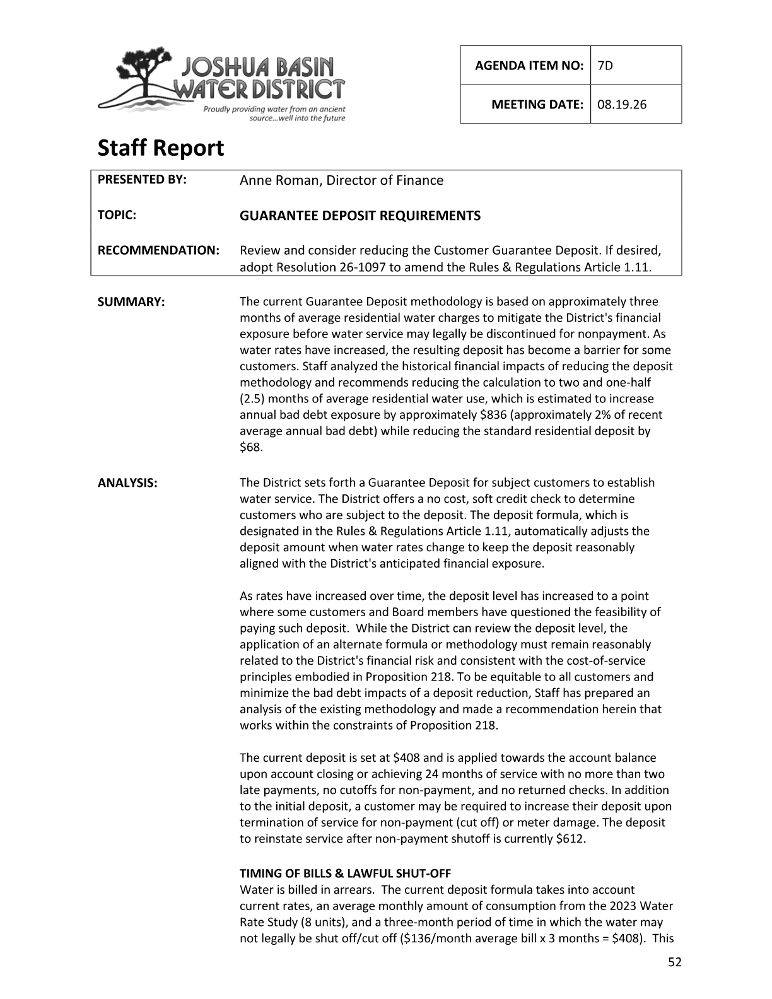 JOSHUA BASIN
WATER DISTRICT
Proudly providing water from an ancient
source...well into the future
AGENDA ITEM NO: 7D
MEETING DATE: 08.19.26
Staff Report
PRESENTED BY: Anne Roman, Director of Finance
TOPIC: GUARANTEE DEPOSIT REQUIREMENTS
RECOMMENDATION: Review and consider reducing the Customer Guarantee Deposit. If desired,
adopt Resolution 26-1097 to amend the Rules & Regulations Article 1.11.
SUMMARY: The current Guarantee Deposit methodology is based on approximately three
months of average residential water charges to mitigate the District's financial
exposure before water service may legally be discontinued for nonpayment. As
water rates have increased, the resulting deposit has become a barrier for some
customers. Staff analyzed the historical financial impacts of reducing the deposit
methodology and recommends reducing the calculation to two and one-half
(2.5) months of average residential water use, which is estimated to increase
annual bad debt exposure by approximately $836 (approximately 2% of recent
average annual bad debt) while reducing the standard residential deposit by
$68.
ANALYSIS: The District sets forth a Guarantee Deposit for subject customers to establish
water service. The District offers a no cost, soft credit check to determine
customers who are subject to the deposit. The deposit formula, which is
designated in the Rules & Regulations Article 1.11, automatically adjusts the
deposit amount when water rates change to keep the deposit reasonably
aligned with the District's anticipated financial exposure.
As rates have increased over time, the deposit level has increased to a point
where some customers and Board members have questioned the feasibility of
paying such deposit.  While the District can review the deposit level, the
application of an alternate formula or methodology must remain reasonably
related to the District's financial risk and consistent with the cost-of-service
principles embodied in Proposition 218. To be equitable to all customers and
minimize the bad debt impacts of a deposit reduction, Staff has prepared an
analysis of the existing methodology and made a recommendation herein that
works within the constraints of Proposition 218.
The current deposit is set at $408 and is applied towards the account balance
upon account closing or achieving 24 months of service with no more than two
late payments, no cutoffs for non-payment, and no returned checks. In addition
to the initial deposit, a customer may be required to increase their deposit upon
termination of service for non-payment (cut off) or meter damage. The deposit
to reinstate service after non-payment shutoff is currently $612.
TIMING OF BILLS & LAWFUL SHUT-OFF
Water is billed in arrears.  The current deposit formula takes into account
current rates, an average monthly amount of consumption from the 2023 Water
Rate Study (8 units), and a three-month period of time in which the water may
not legally be shut off/cut off ($136/month average bill x 3 months = $408).  This
52